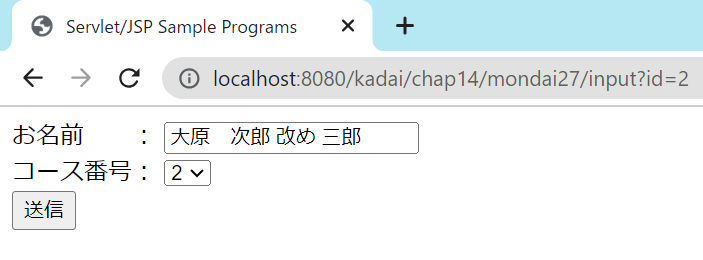 Servlet/JSP Sample Programs
localhost:8080/kadai/chap14/mondai27/input?id=2
お名前　　： 大原　次郎 改め 三郎
コース番号： 2
送信